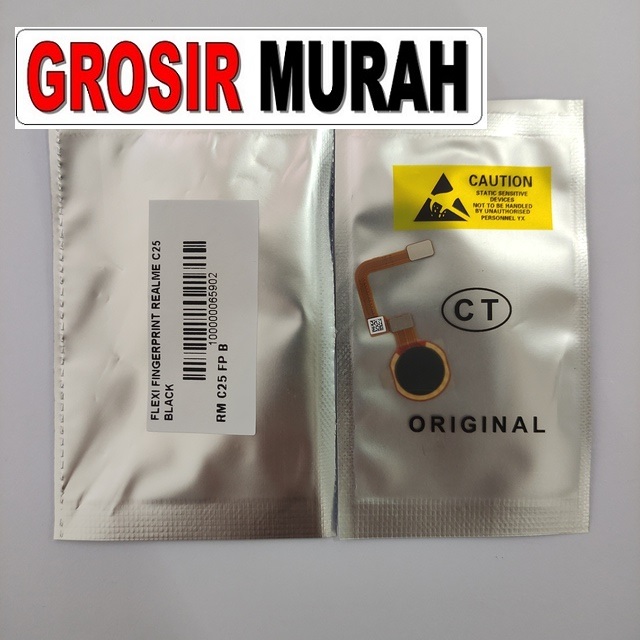 GROSIR MURAH
FLEXI FINGERPRINT REALME C25
BLACK
100000065902
RM C25 FP B
CAUTION
STATIC SENSITIVE
DEVICES
NOT TO BE HANDLED
BY UNAUTHORISED
PERSONNEL YX
CT
ORIGINAL